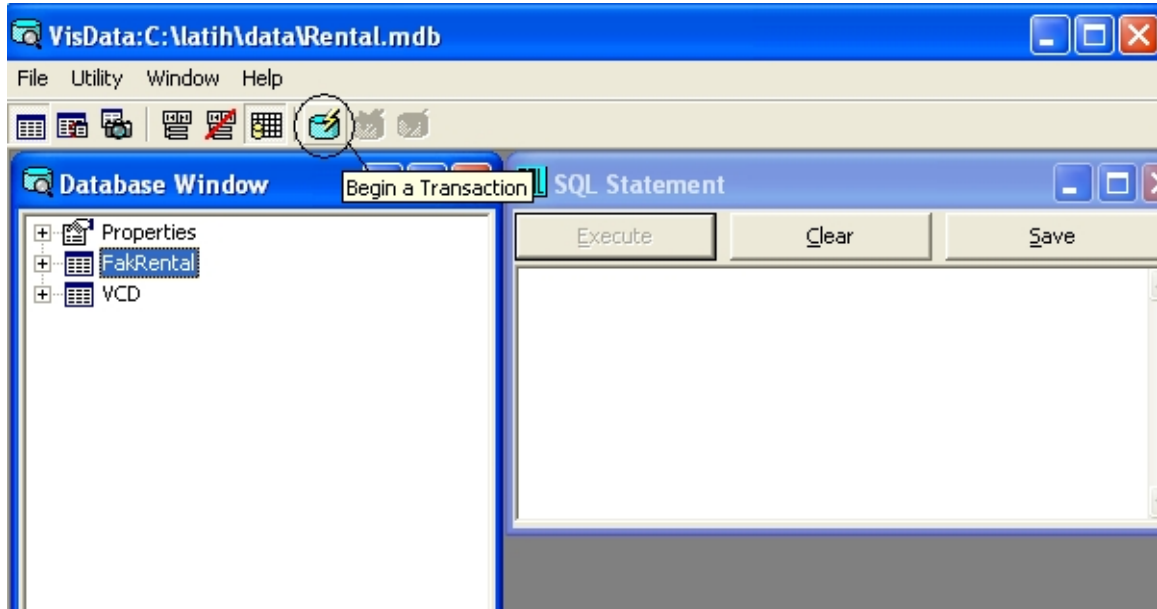 VisData:C:\latih\data\Rental.mdb
File Utility Window Help
Database Window
Begin a Transaction
SQL Statement
Properties
FakRental
VCD
Execute Clear Save